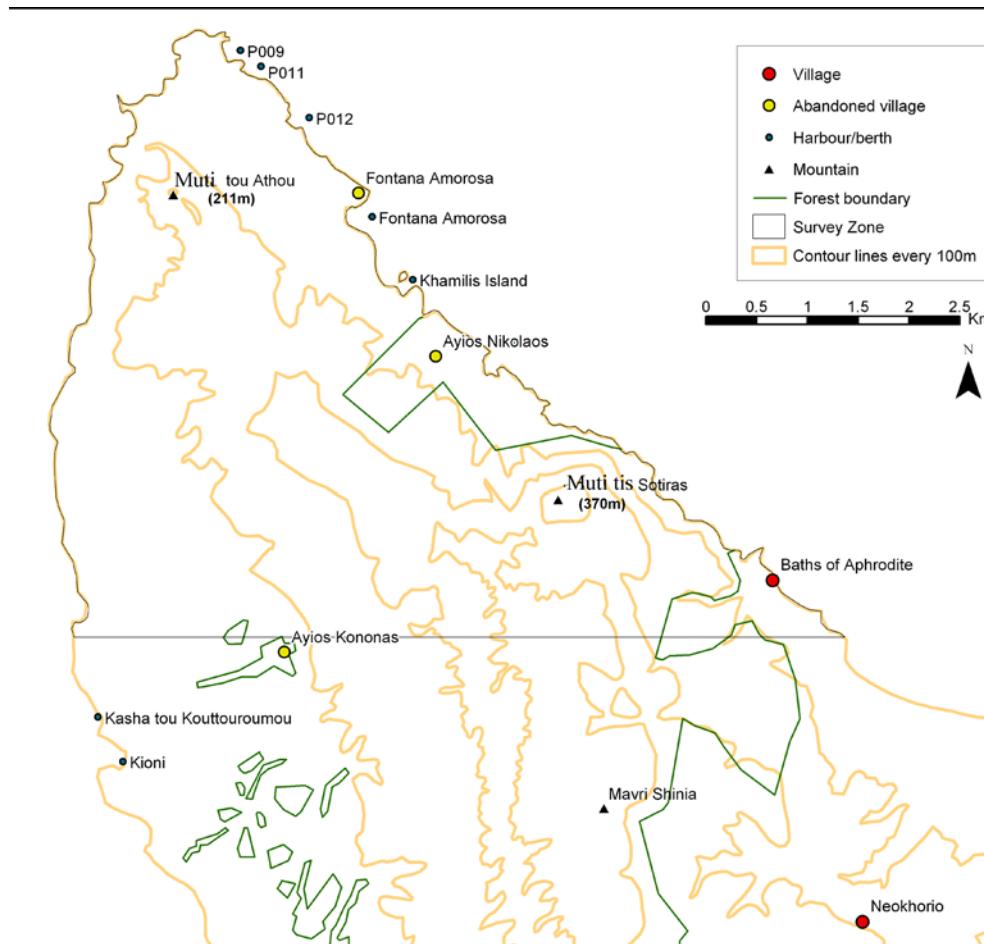 P009
P011
P012
Muti tou Athou
(211m)
Fontana Amorosa
Fontana Amorosa
Khamilis Island
Ayios Nikolaos
Muti tis Sotiras
(370m)
Baths of Aphrodite
Ayios Kononas
Kasha tou Kouttouroumou
Kioni
Mavri Shinia
Neokhorio
Village
Abandoned village
Harbour/berth
Mountain
Forest boundary
Survey Zone
Contour lines every 100m
0 0.5 1 1.5 2 2.5
Km
N